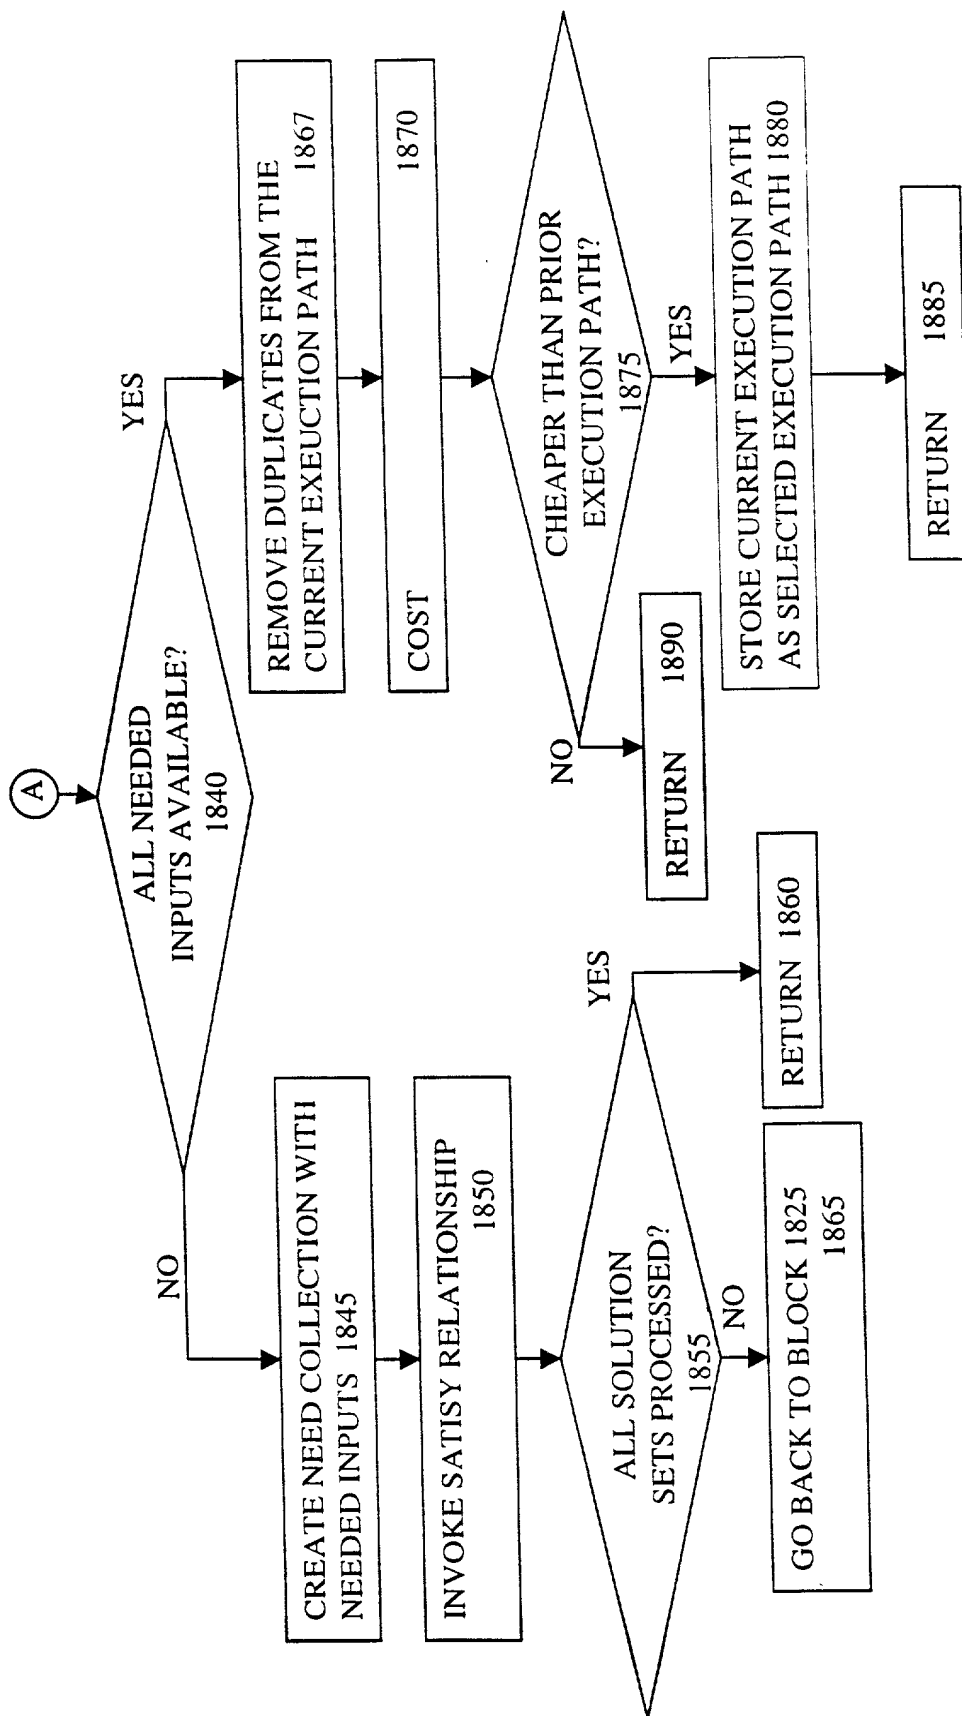 A
ALL NEEDED
INPUTS AVAILABLE?
1840
NO
YES
CREATE NEED COLLECTION WITH
NEEDED INPUTS 1845
INVOKE SATISY RELATIONSHIP
1850
ALL SOLUTION
SETS PROCESSED?
1855
NO
YES
GO BACK TO BLOCK 1825
1865
RETURN 1860
REMOVE DUPLICATES FROM THE
CURRENT EXEUCTION PATH 1867
COST 1870
CHEAPER THAN PRIOR
EXECUTION PATH?
1875
NO
YES
RETURN 1890
STORE CURRENT EXECUTION PATH
AS SELECTED EXECUTION PATH 1880
RETURN 1885